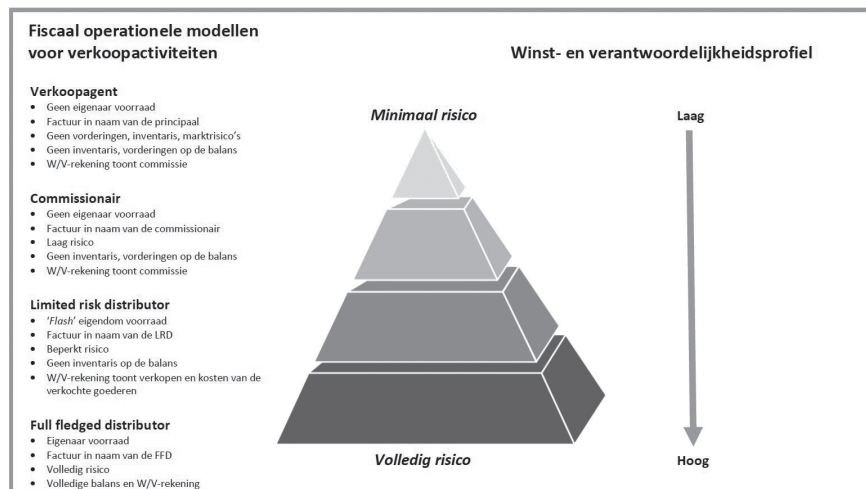 Fiscaal operationele modellen
voor verkoopactiviteiten
Winst- en verantwoordelijkheidsprofiel
Verkoopagent
• Geen eigenaar voorraad
• Factuur in naam van de principaal
• Geen vorderingen, inventaris, marktrisico's
• Geen inventaris, vorderingen op de balans
• W/V-rekening toont commissie
Commissionair
• Geen eigenaar voorraad
• Factuur in naam van de commissionair
• Laag risico
• Geen inventaris, vorderingen op de balans
• W/V-rekening toont commissie
Limited risk distributor
• 'Flash' eigendom voorraad
• Factuur in naam van de LRD
• Beperkt risico
• Geen inventaris op de balans
• W/V-rekening toont verkopen en kosten van de
verkochte goederen
Full fledged distributor
• Eigenaar voorraad
• Factuur in naam van de FFD
• Volledig risico
• Volledige balans en W/V-rekening
Minimaal risico
Volledig risico
Laag
Hoog